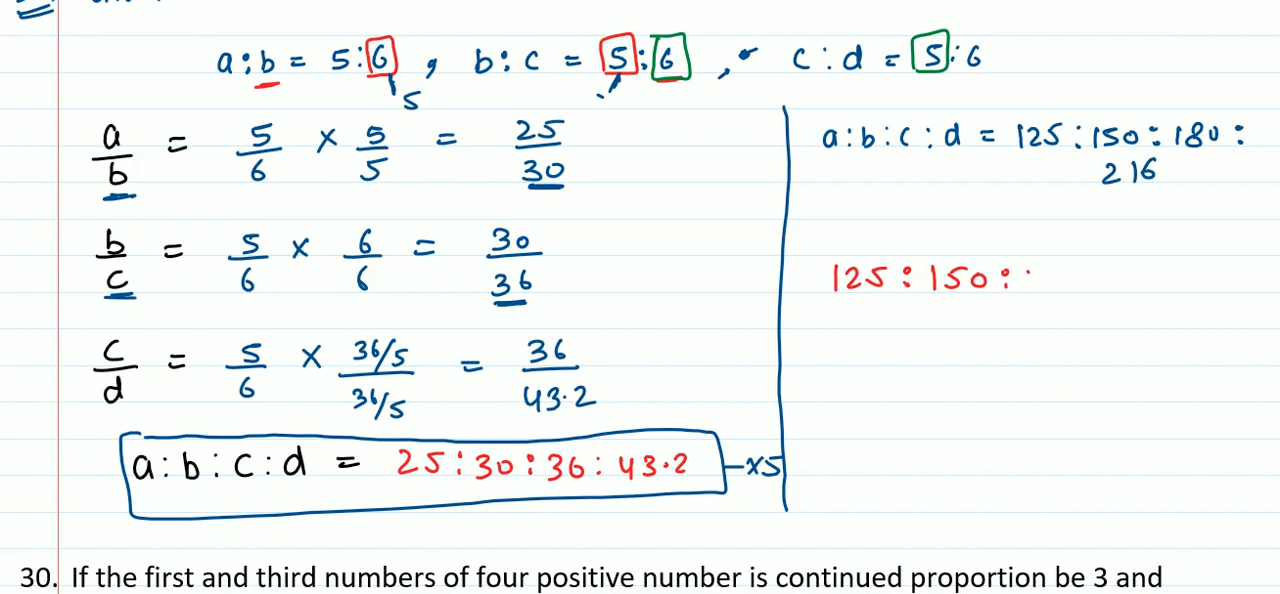 a:b = 5:6 , b:c = 5:6 , c:d = 5:6
5
a/b = 5/6 × 5/5 = 25/30
b/c = 5/6 × 6/6 = 30/36
c/d = 5/6 × 36/5/36/5 = 36/43.2
a:b:c:d = 25:30:36:43.2 -×5
a:b:c:d = 125:150:180:
216
125:150:
30. If the first and third numbers of four positive number is continued proportion be 3 and